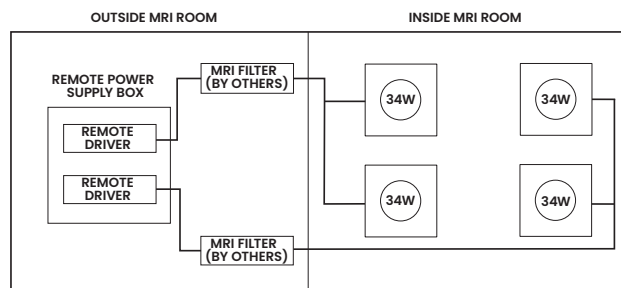 OUTSIDE MRI ROOM
INSIDE MRI ROOM
REMOTE POWER
SUPPLY BOX
MRI FILTER
(BY OTHERS)
34W
34W
REMOTE
DRIVER
REMOTE
DRIVER
34W
34W
MRI FILTER
(BY OTHERS)